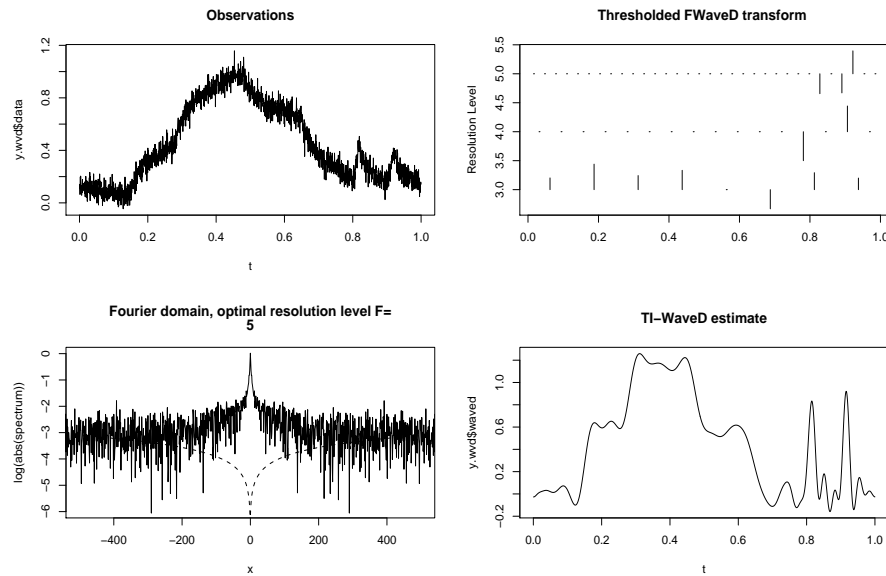 Observations
y.wvd$data
0.0 0.4 0.8 1.2
0.0 0.2 0.4 0.6 0.8 1.0
t
Thresholded FWaveD transform
Resolution Level
3.0 3.5 4.0 4.5 5.0 5.5
0.0 0.2 0.4 0.6 0.8 1.0
Fourier domain, optimal resolution level F=
5
log(abs(spectrum))
−6 −5 −4 −3 −2 −1 0
−400 −200 0 200 400
x
TI−WaveD estimate
y.wvd$waved
−0.2 0.2 0.6 1.0
0.0 0.2 0.4 0.6 0.8 1.0
t